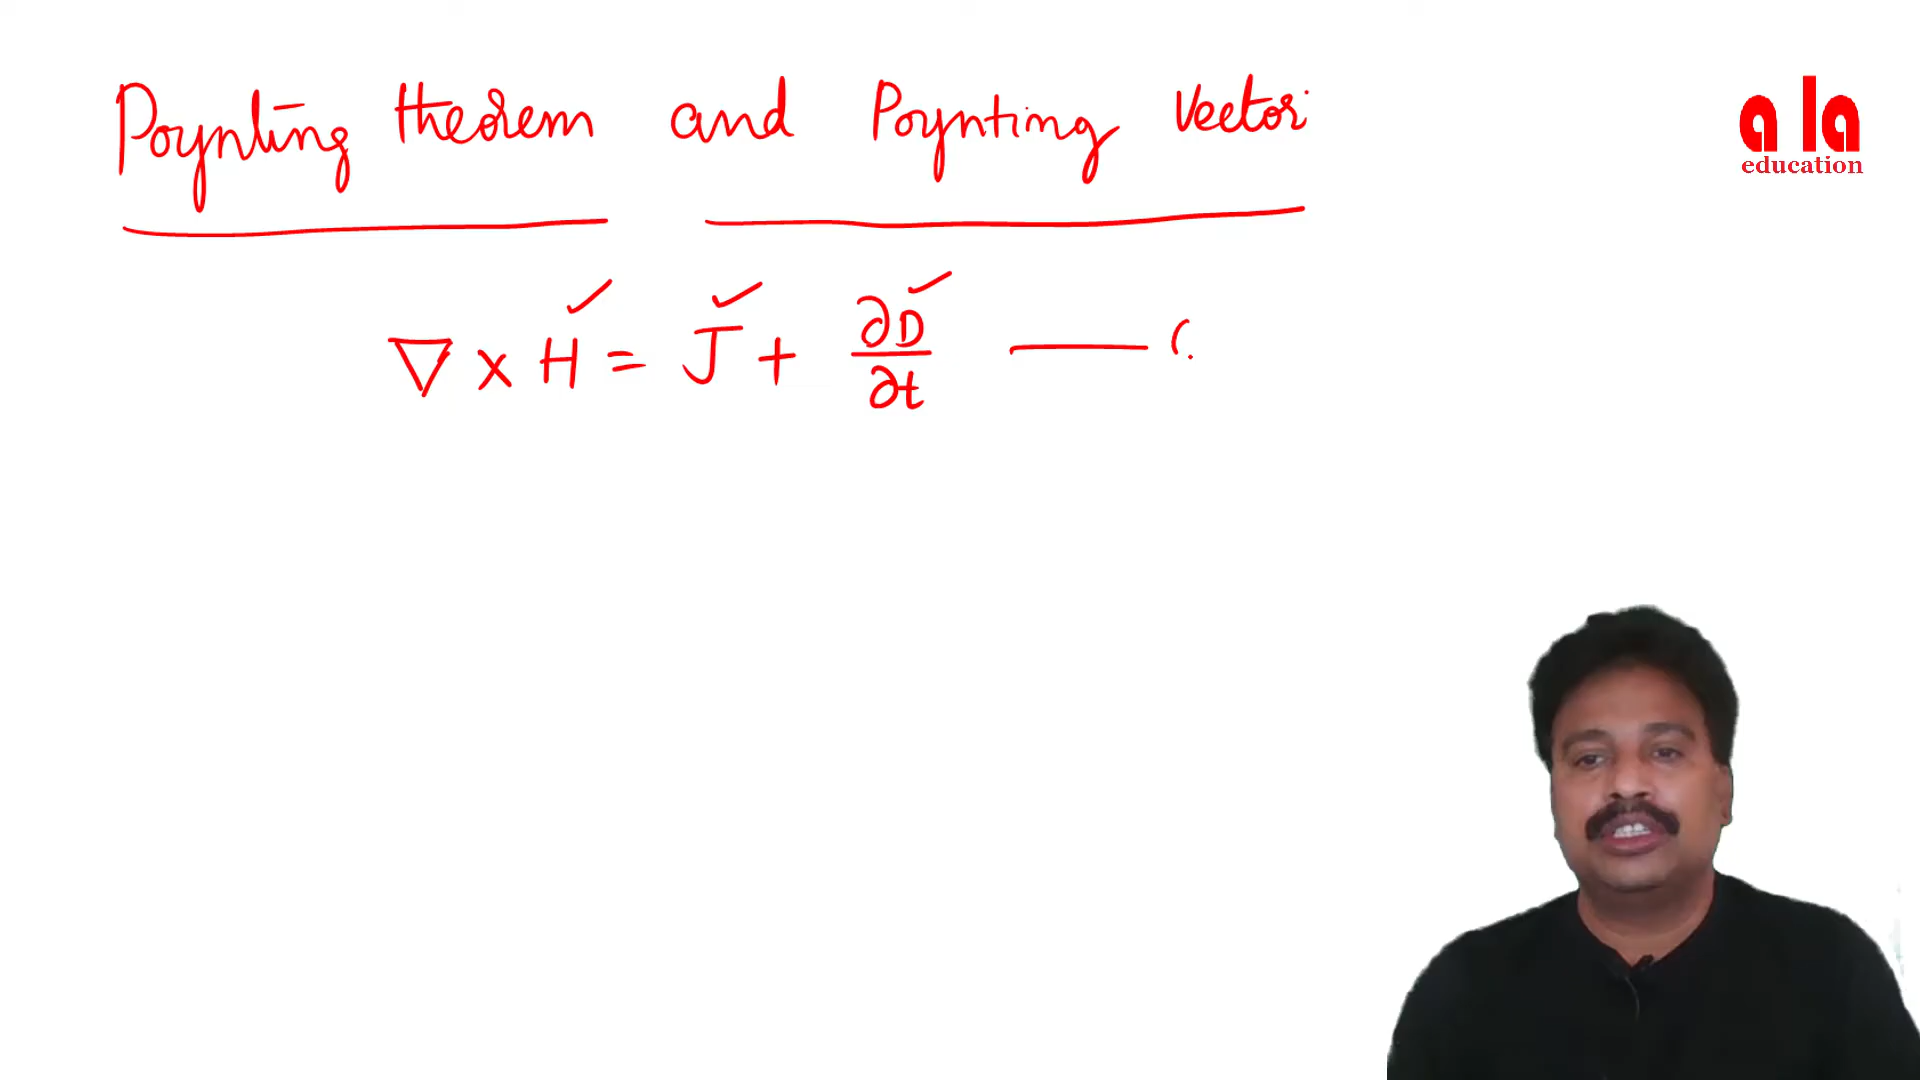 Poynting theorem and Poynting Vector
a la
education
∇ × H = J + ∂D/∂t —— (